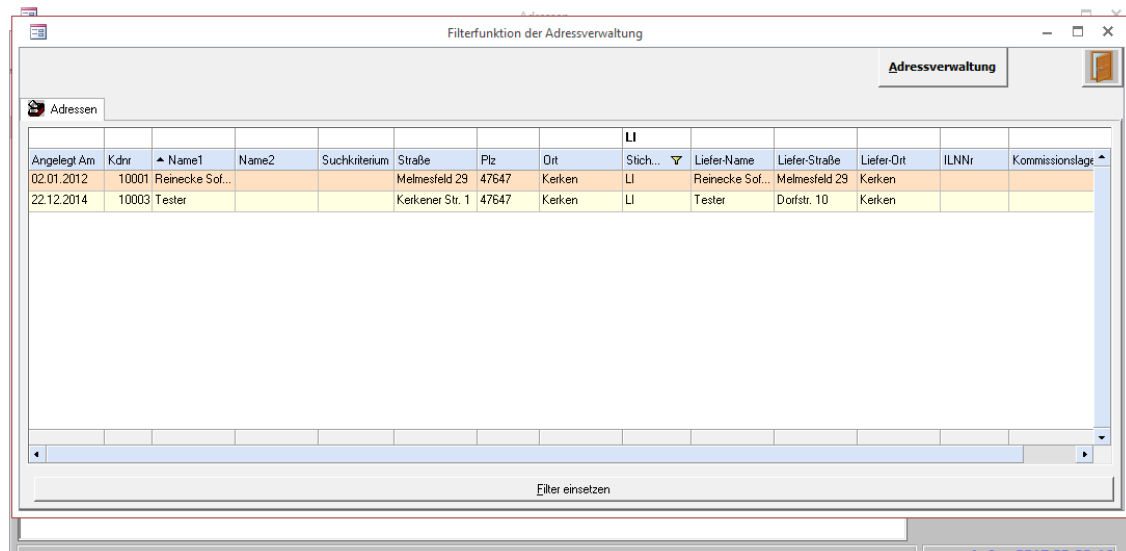 Adressen
Filterfunktion der Adressverwaltung
Adressverwaltung
Adressen
LI
Angelegt Am Kdnr Name1 Name2 Suchkriterium Straße Plz Ort Stich... Liefer-Name Liefer-Straße Liefer-Ort ILNNr Kommissionslage
02.01.2012 10001 Reinecke Sof... Melmesfeld 29 47647 Kerken LI Reinecke Sof... Melmesfeld 29 Kerken
22.12.2014 10003 Tester Kerkener Str. 1 47647 Kerken LI Tester Dorfstr. 10 Kerken
Filter einsetzen